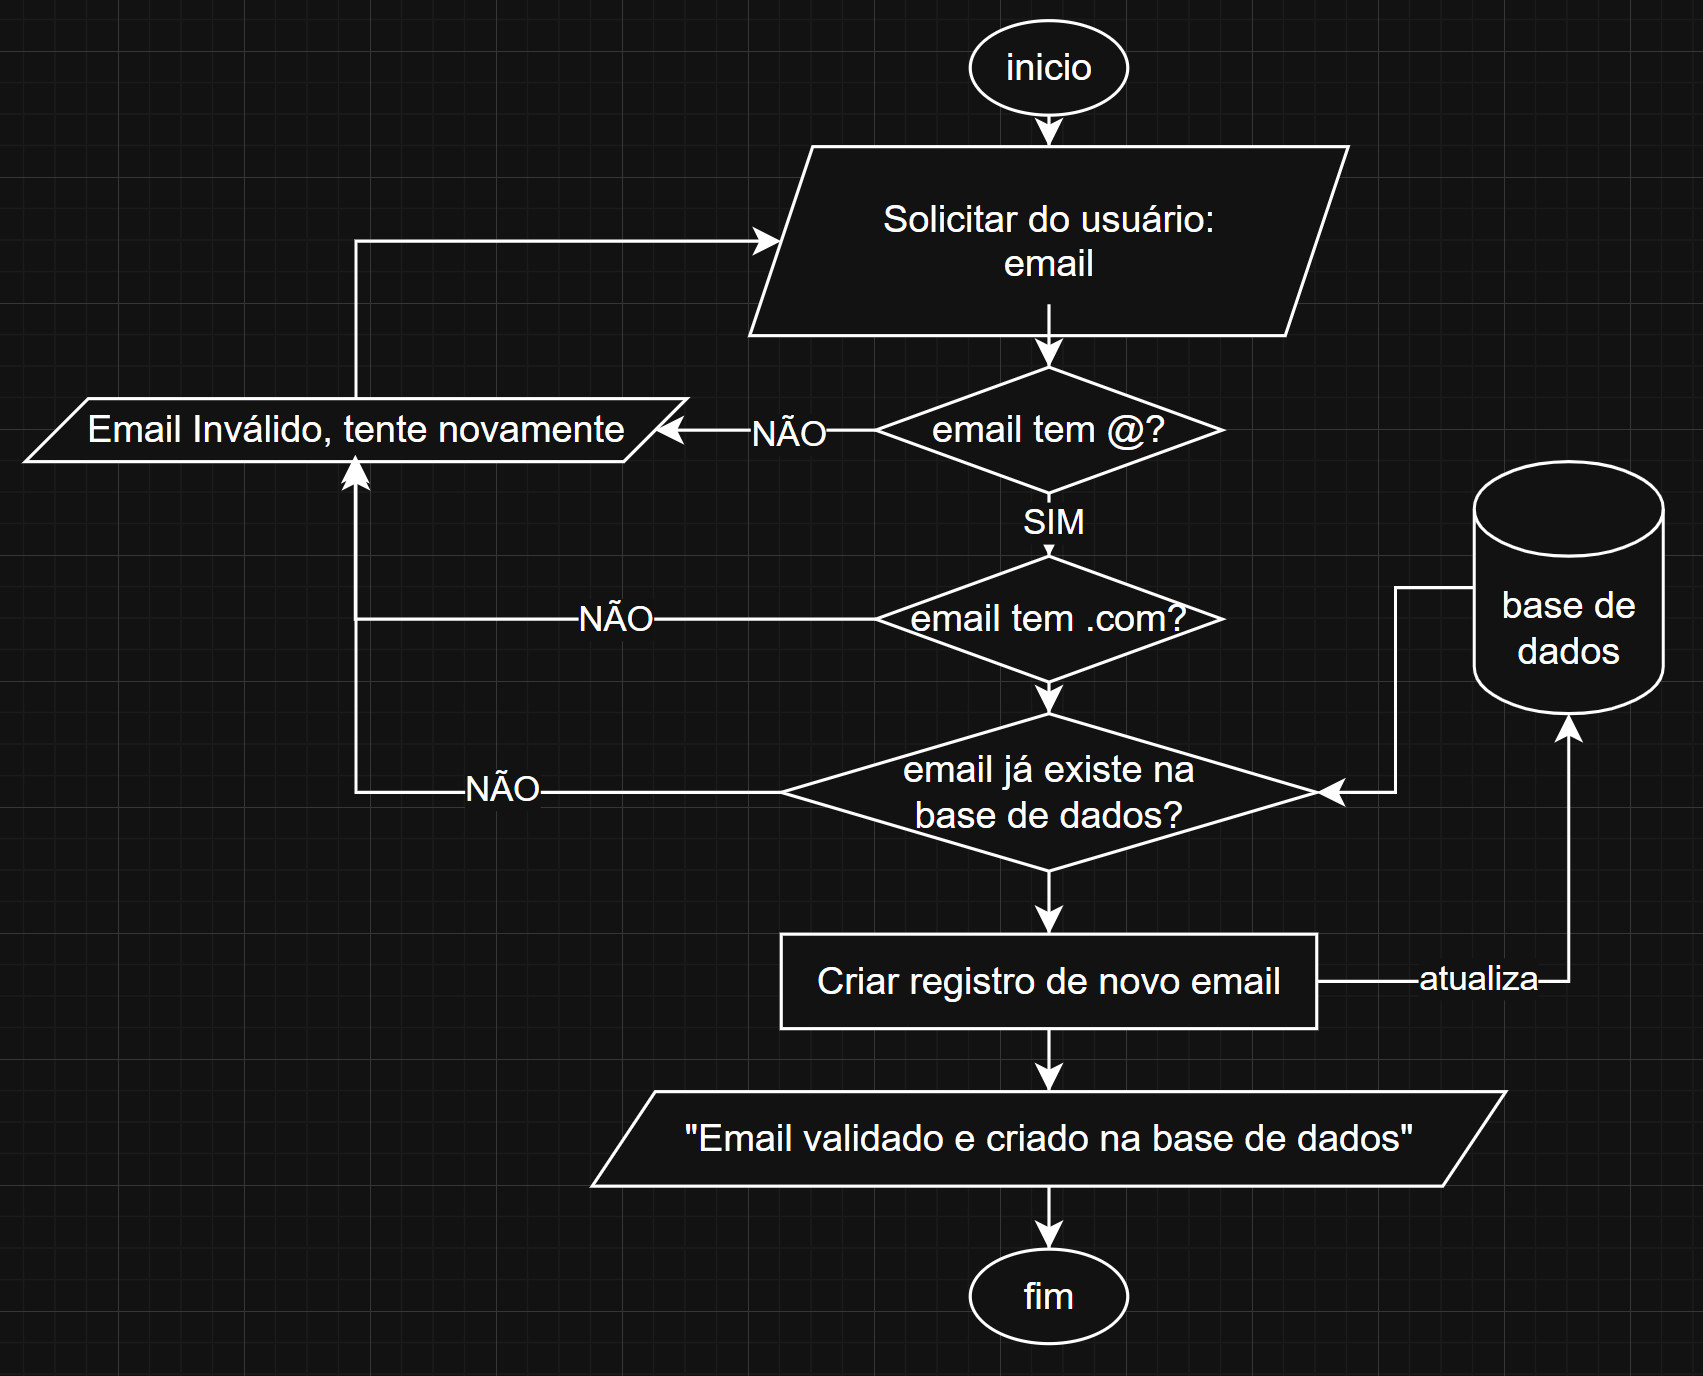 inicio
Solicitar do usuário:
email
Email Inválido, tente novamente
NÃO
email tem @?
SIM
NÃO
email tem .com?
base de
dados
NÃO
email já existe na
base de dados?
Criar registro de novo email
atualiza
"Email validado e criado na base de dados"
fim